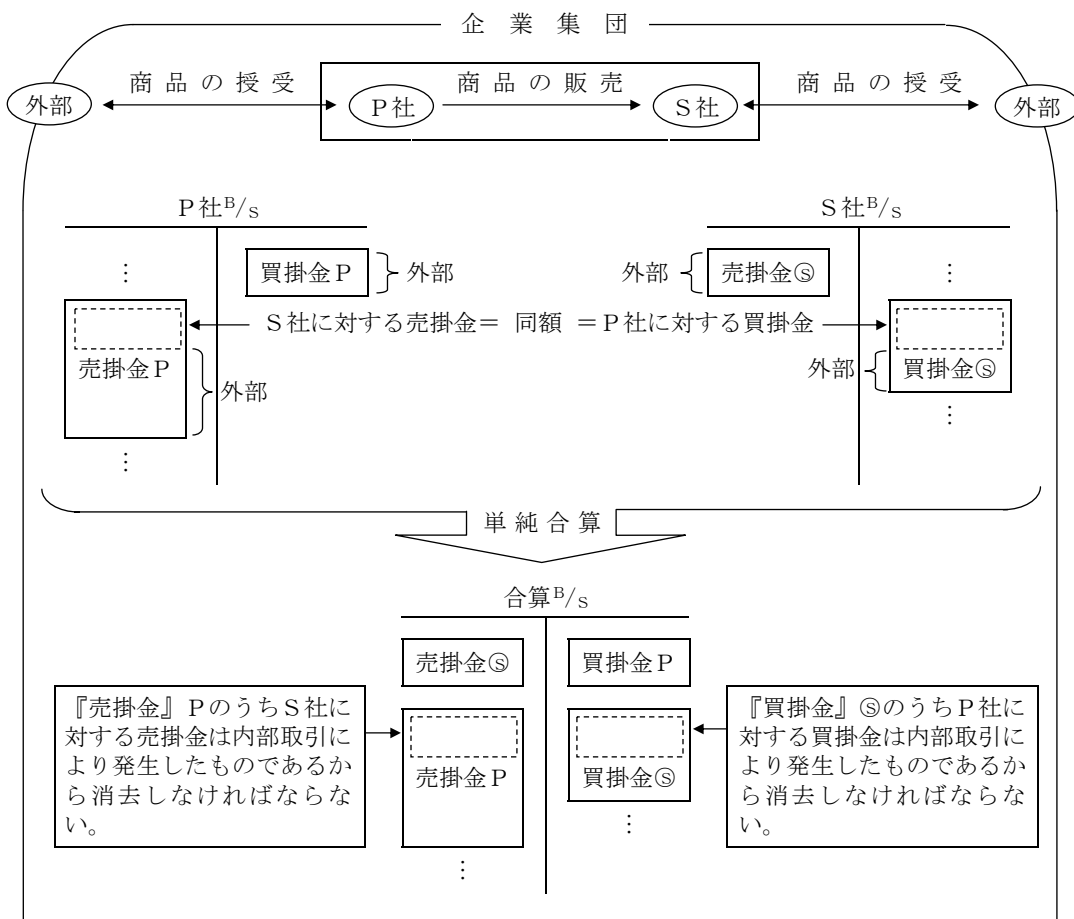 企業集団
商品の授受
商品の販売
商品の授受
外部
P社
S社
外部
P社B/S
S社B/S
⋮
買掛金P
外部
外部
売掛金Ⓢ
⋮
S社に対する売掛金= 同額 =P社に対する買掛金
売掛金P
外部
外部
買掛金Ⓢ
⋮
⋮
単純合算
合算B/S
売掛金Ⓢ
買掛金P
『売掛金』PのうちS社に
対する売掛金は内部取引に
より発生したものであるか
ら消去しなければならな
い。
売掛金P
買掛金Ⓢ
⋮
⋮
『買掛金』ⓈのうちP社に
対する買掛金は内部取引に
より発生したものであるか
ら消去しなければならな
い。